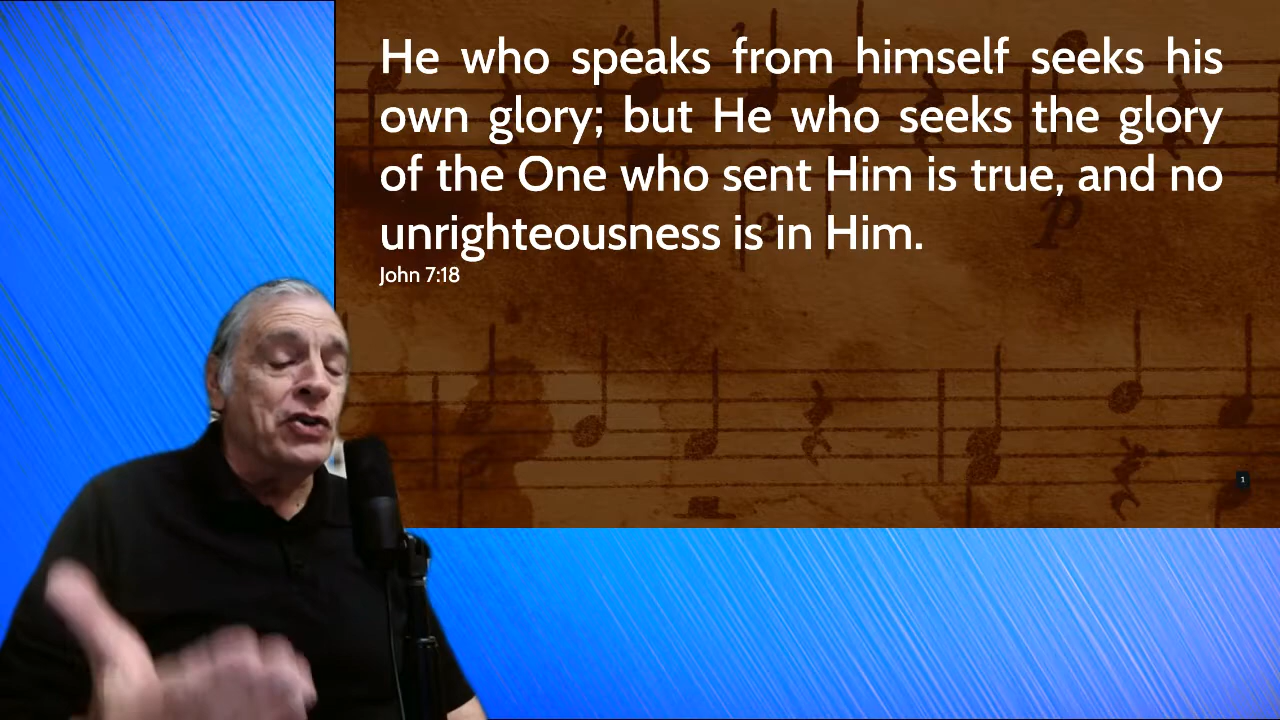 He who speaks from himself seeks his
own glory; but He who seeks the glory
of the One who sent Him is true, and no
unrighteousness is in Him.
John 7:18
1